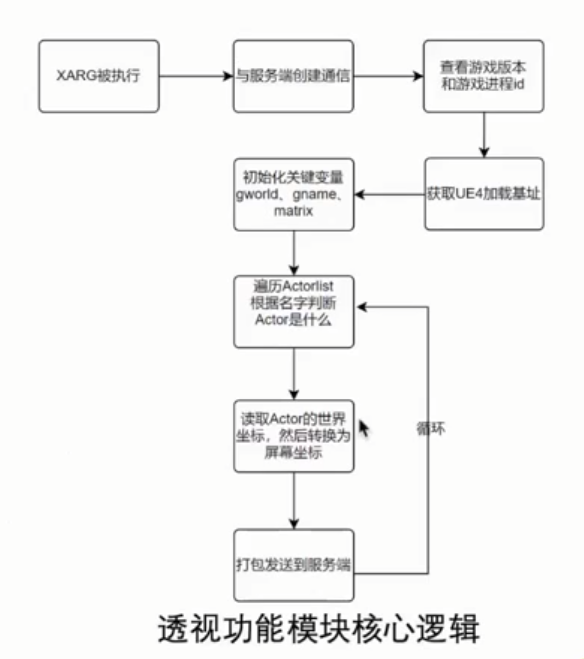 XARG被执行
与服务端创建通信
查看游戏版本
和游戏进程id
获取UE4加载基址
初始化关键变量
gworld、gname、
matrix
遍历Actorlist
根据名字判断
Actor是什么
读取Actor的世界
坐标，然后转换为
屏幕坐标
循环
打包发送到服务端
透视功能模块核心逻辑